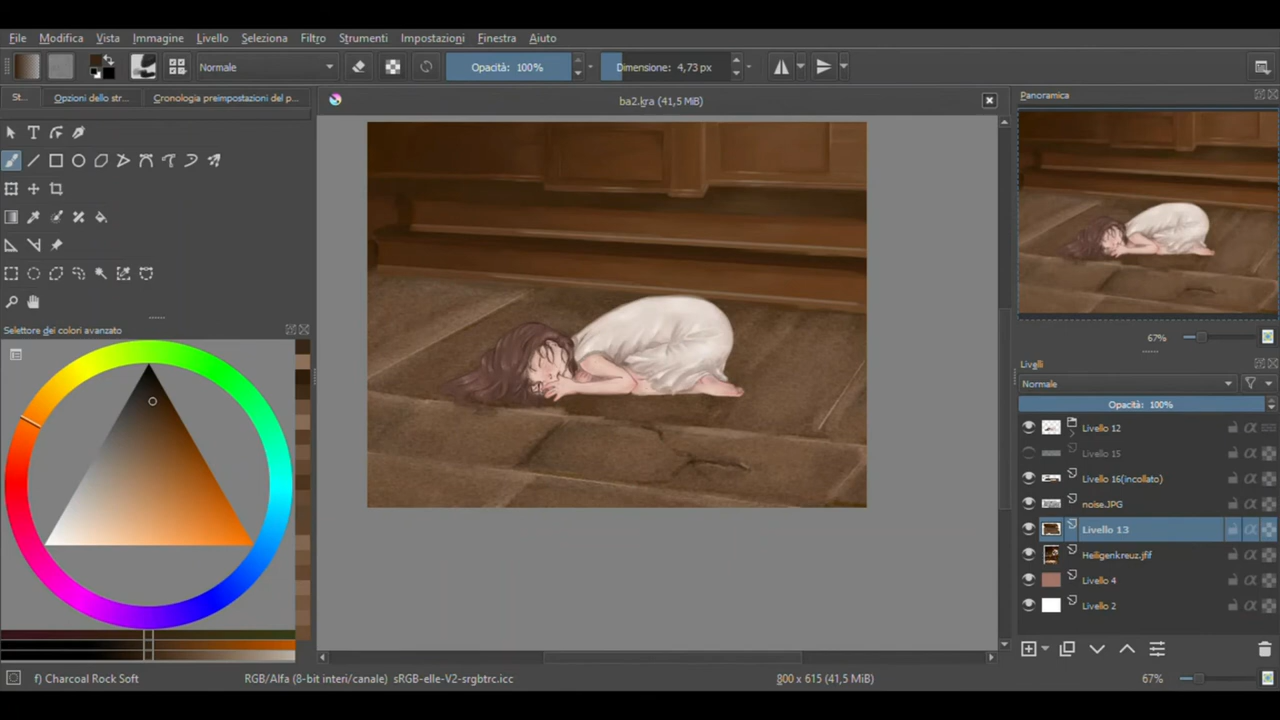 File Modifica Vista Immagine Livello Seleziona Filtro Strumenti Impostazioni Finestra Aiuto
Normale Opacità: 100% Dimensione: 4,73 px
St... Opzioni dello str... Cronologia preimpostazioni del p...
ba2.kra (41,5 MiB)
Panoramica
T
Selettore dei colori avanzato
67%
Livelli
Normale
Opacità: 100%
Livello 12
Livello 15
Livello 16(incollato)
noise.JPG
Livello 13
Heiligenkreuz.jfif
Livello 4
Livello 2
f) Charcoal Rock Soft RGB/Alfa (8-bit interi/canale) sRGB-elle-V2-srgbtrc.icc 800 x 615 (41,5 MiB) 67%